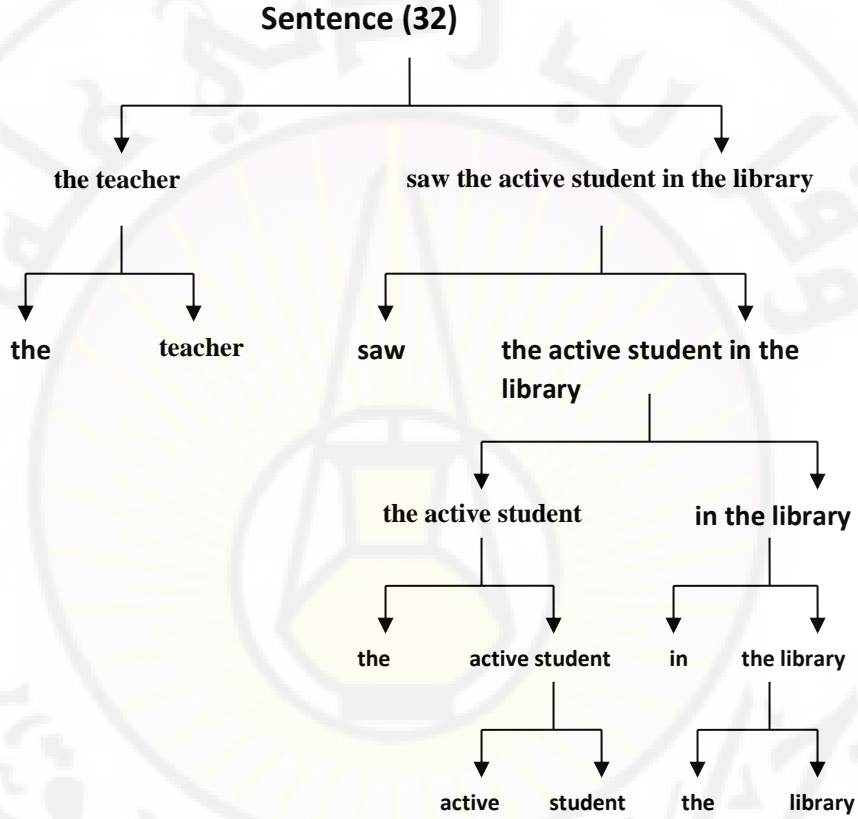 Sentence (32)
the teacher
saw the active student in the library
the
teacher
saw
the active student in the
library
the active student
in the library
the
active student
in
the library
active
student
the
library